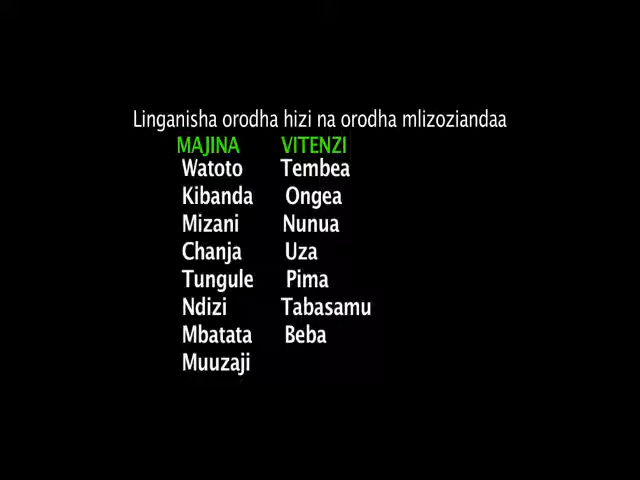 Linganisha orodha hizi na orodha mlizoziandaa
MAJINA VITENZI
Watoto Tembea
Kibanda Ongea
Mizani Nunua
Chanja Uza
Tungule Pima
Ndizi Tabasamu
Mbatata Beba
Muuzaji